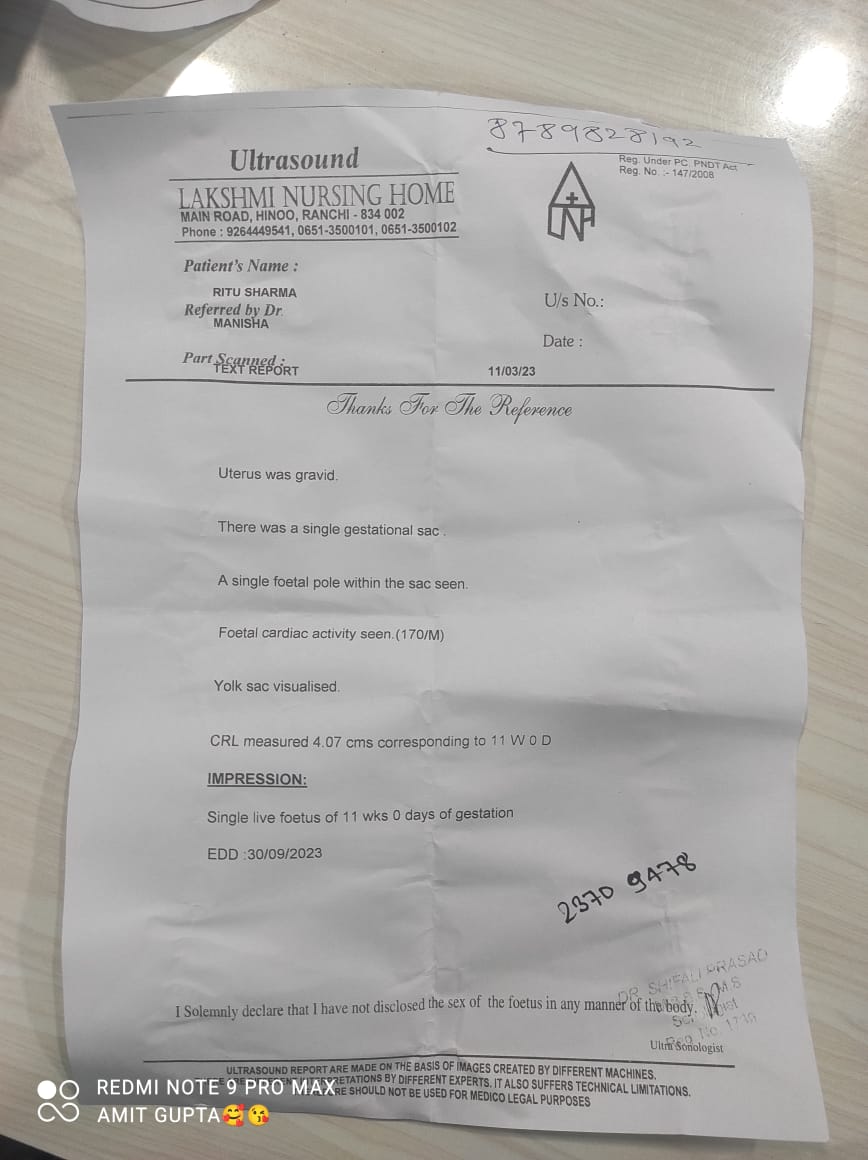 8789828192
Ultrasound
Reg. Under PC. PNDT Act
Reg. No. :- 147/2008
LAKSHMI NURSING HOME
MAIN ROAD, HINOO, RANCHI - 834 002
Phone : 9264449541, 0651-3500101, 0651-3500102
LNH
Patient's Name :
RITU SHARMA
U/s No.:
Referred by Dr.
MANISHA
Date :
Part Scanned :
TEXT REPORT
11/03/23
Thanks For The Reference
Uterus was gravid.
There was a single gestational sac .
A single foetal pole within the sac seen.
Foetal cardiac activity seen.(170/M)
Yolk sac visualised.
CRL measured 4.07 cms corresponding to 11 W 0 D
IMPRESSION:
Single live foetus of 11 wks 0 days of gestation
EDD :30/09/2023
2370 9478
DR SHIFALI PRASAD
I Solemnly declare that I have not disclosed the sex of the foetus in any manner of the body.
Reg No. 1719
Ultra Sonologist
ULTRASOUND REPORT ARE MADE ON THE BASIS OF IMAGES CREATED BY DIFFERENT MACHINES.
BY DIFFERENT EXPERTS. IT ALSO SUFFERS TECHNICAL LIMITATIONS.
SHOULD NOT BE USED FOR MEDICO LEGAL PURPOSES
REDMI NOTE 9 PRO MAX
AMIT GUPTA🥰😘